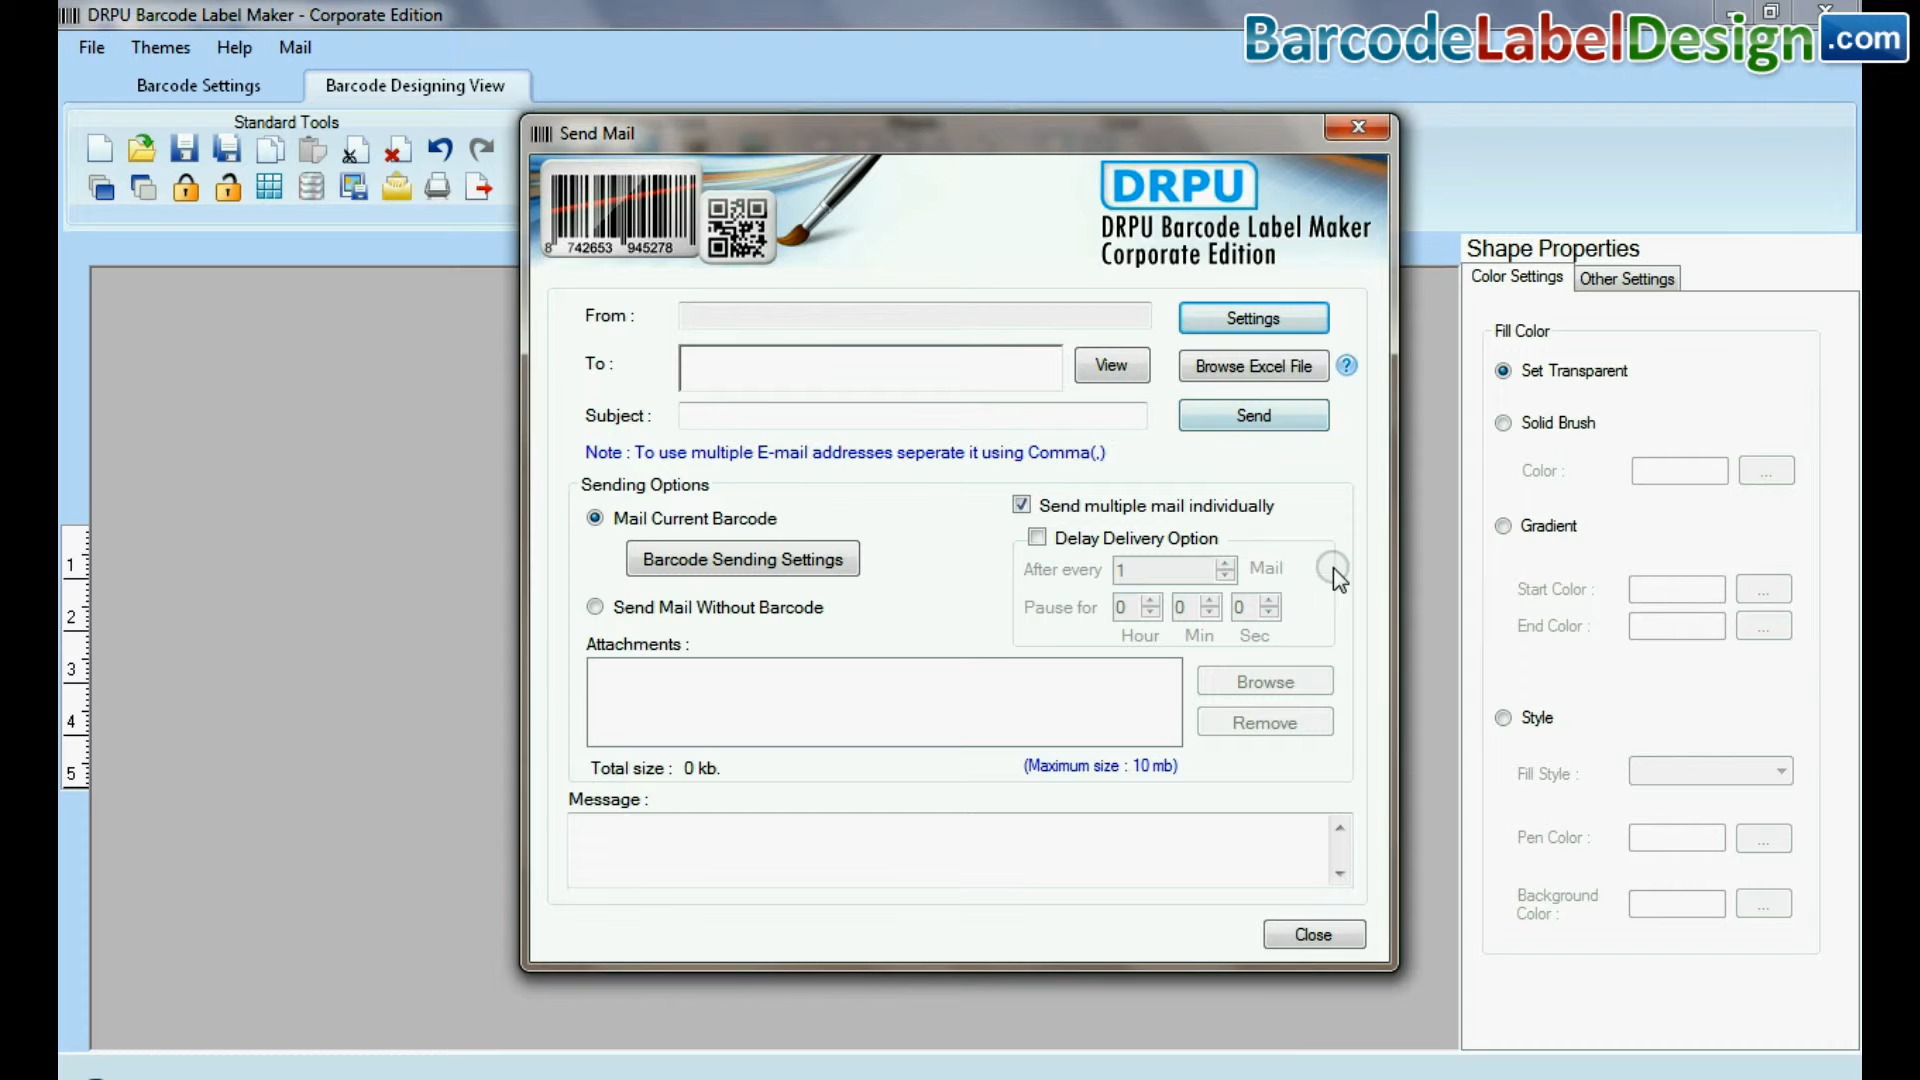 DRPU Barcode Label Maker - Corporate Edition
BarcodeLabelDesign.com
File Themes Help Mail
Barcode Settings Barcode Designing View
Standard Tools
Send Mail
DRPU
DRPU Barcode Label Maker
Corporate Edition
8 742653 945278
From :
Settings
To :
View
Browse Excel File
?
Subject :
Send
Note : To use multiple E-mail addresses seperate it using Comma(,)
Sending Options
Mail Current Barcode
Send multiple mail individually
Barcode Sending Settings
Delay Delivery Option
After every 1 Mail
Send Mail Without Barcode
Pause for 0 0 0
Hour Min Sec
Attachments :
Browse
Remove
Total size : 0 kb.
(Maximum size : 10 mb)
Message :
Close
1
2
3
4
5
Shape Properties
Color Settings Other Settings
Fill Color
Set Transparent
Solid Brush
Color : ...
Gradient
Start Color : ...
End Color : ...
Style
Fill Style :
Pen Color : ...
Background
Color : ...